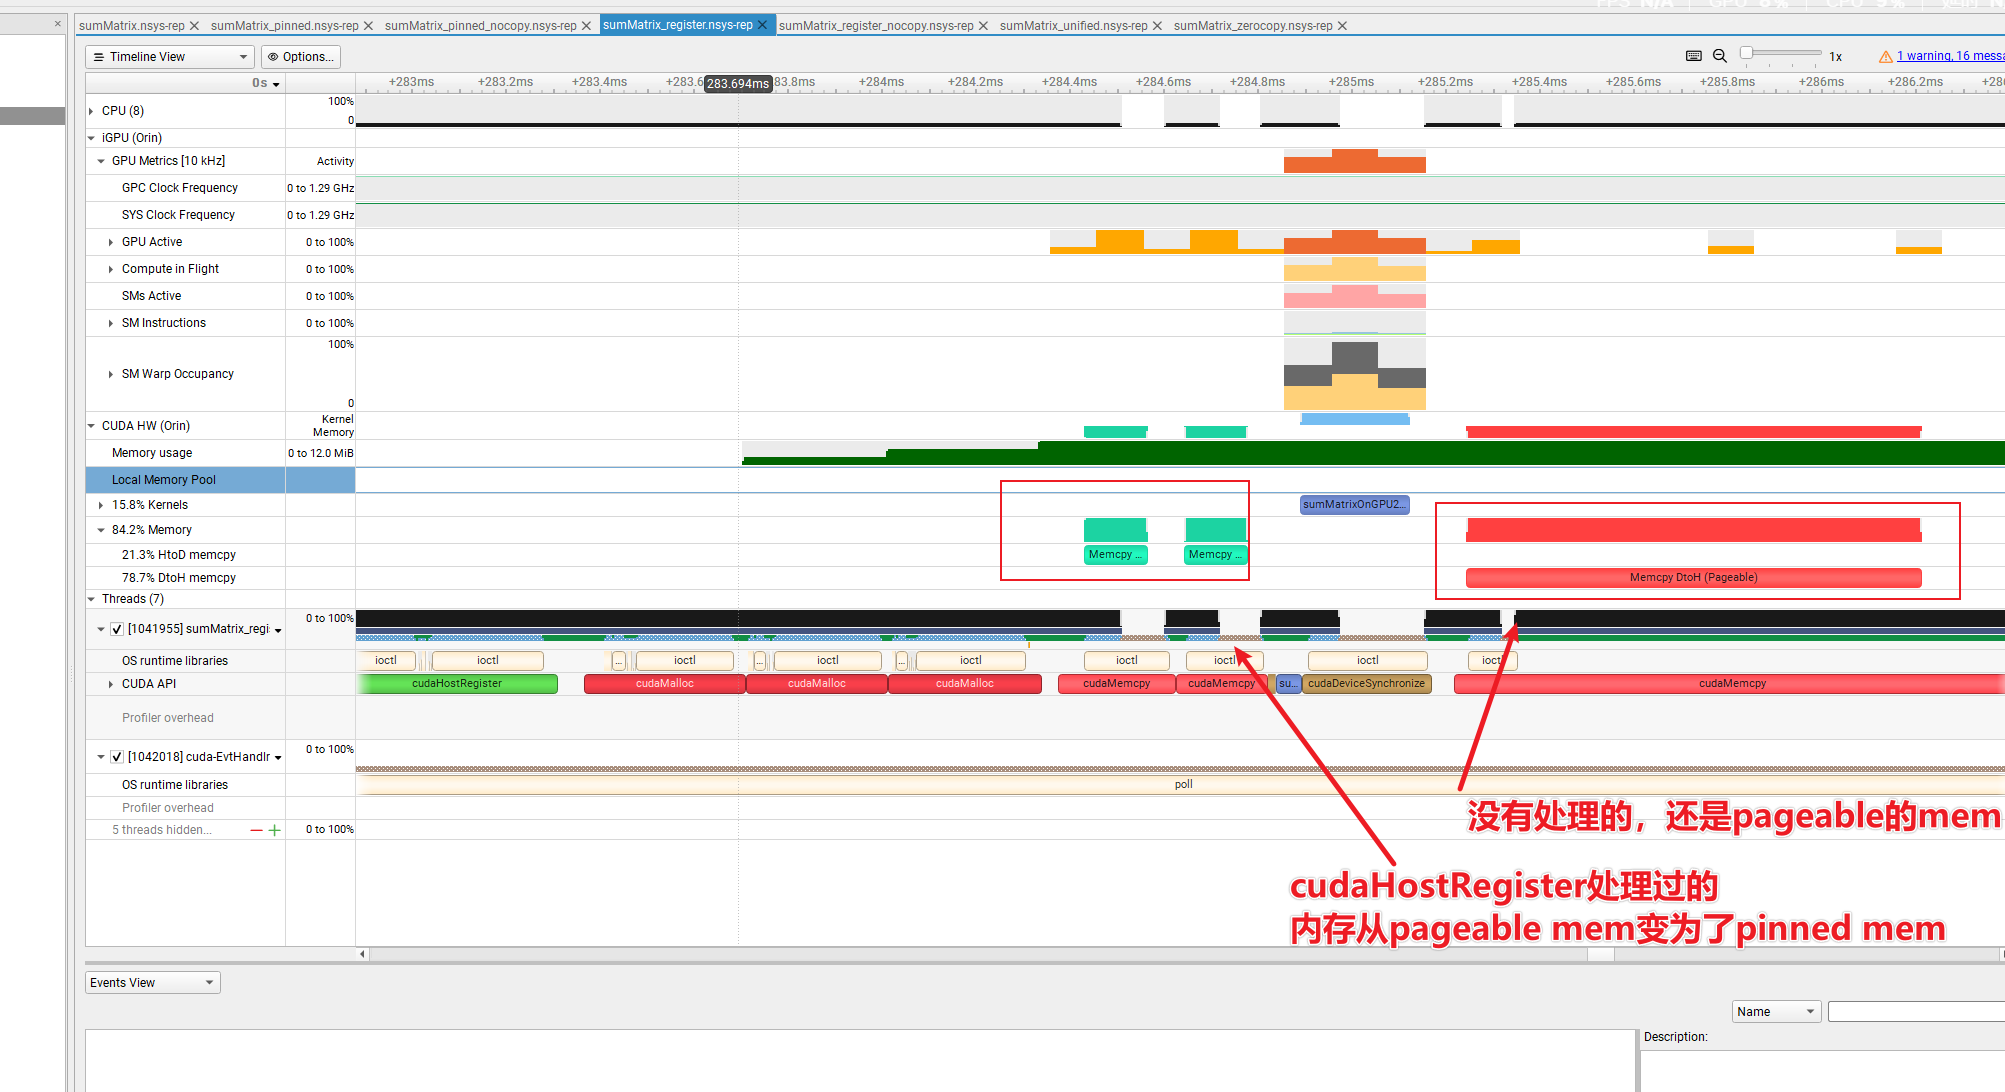 sumMatrix.nsys-rep sumMatrix_pinned.nsys-rep sumMatrix_pinned_nocopy.nsys-rep sumMatrix_register.nsys-rep sumMatrix_register_nocopy.nsys-rep sumMatrix_unified.nsys-rep sumMatrix_zerocopy.nsys-rep
Timeline View Options... 1x 1 warning, 16 messa
0s +283ms +283.2ms +283.4ms +283.6 283.694ms 83.8ms +284ms +284.2ms +284.4ms +284.6ms +284.8ms +285ms +285.2ms +285.4ms +285.6ms +285.8ms +286ms +286.2ms
CPU (8) 100%
0
iGPU (Orin)
GPU Metrics [10 kHz] Activity
GPC Clock Frequency 0 to 1.29 GHz
SYS Clock Frequency 0 to 1.29 GHz
GPU Active 0 to 100%
Compute in Flight 0 to 100%
SMs Active 0 to 100%
SM Instructions 0 to 100%
100%
SM Warp Occupancy
0
CUDA HW (Orin) Kernel
Memory
Memory usage 0 to 12.0 MiB
Local Memory Pool
15.8% Kernels sumMatrixOnGPU2...
84.2% Memory
21.3% HtoD memcpy Memcpy ... Memcpy ...
78.7% DtoH memcpy Memcpy DtoH (Pageable)
Threads (7)
[1041955] sumMatrix_regi 0 to 100%
OS runtime libraries ioctl ioctl ... ioctl ... ioctl ... ioctl ioctl ioctl ioctl ioctl
CUDA API cudaHostRegister cudaMalloc cudaMalloc cudaMalloc cudaMemcpy cudaMemcpy su... cudaDeviceSynchronize cudaMemcpy
Profiler overhead
[1042018] cuda-EvtHandlr 0 to 100%
OS runtime libraries poll
Profiler overhead
5 threads hidden... 0 to 100%
没有处理的，还是pageable的mem
cudaHostRegister处理过的
内存从pageable mem变为了pinned mem
Events View
Name
Description: